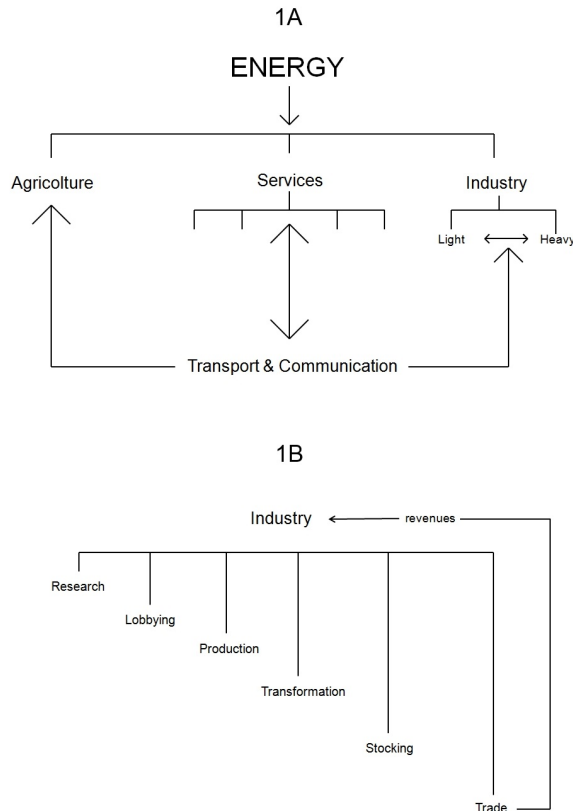 1A
ENERGY
Agricolture
Services
Industry
Light
Heavy
Transport & Communication
1B
Industry
revenues
Research
Lobbying
Production
Transformation
Stocking
Trade